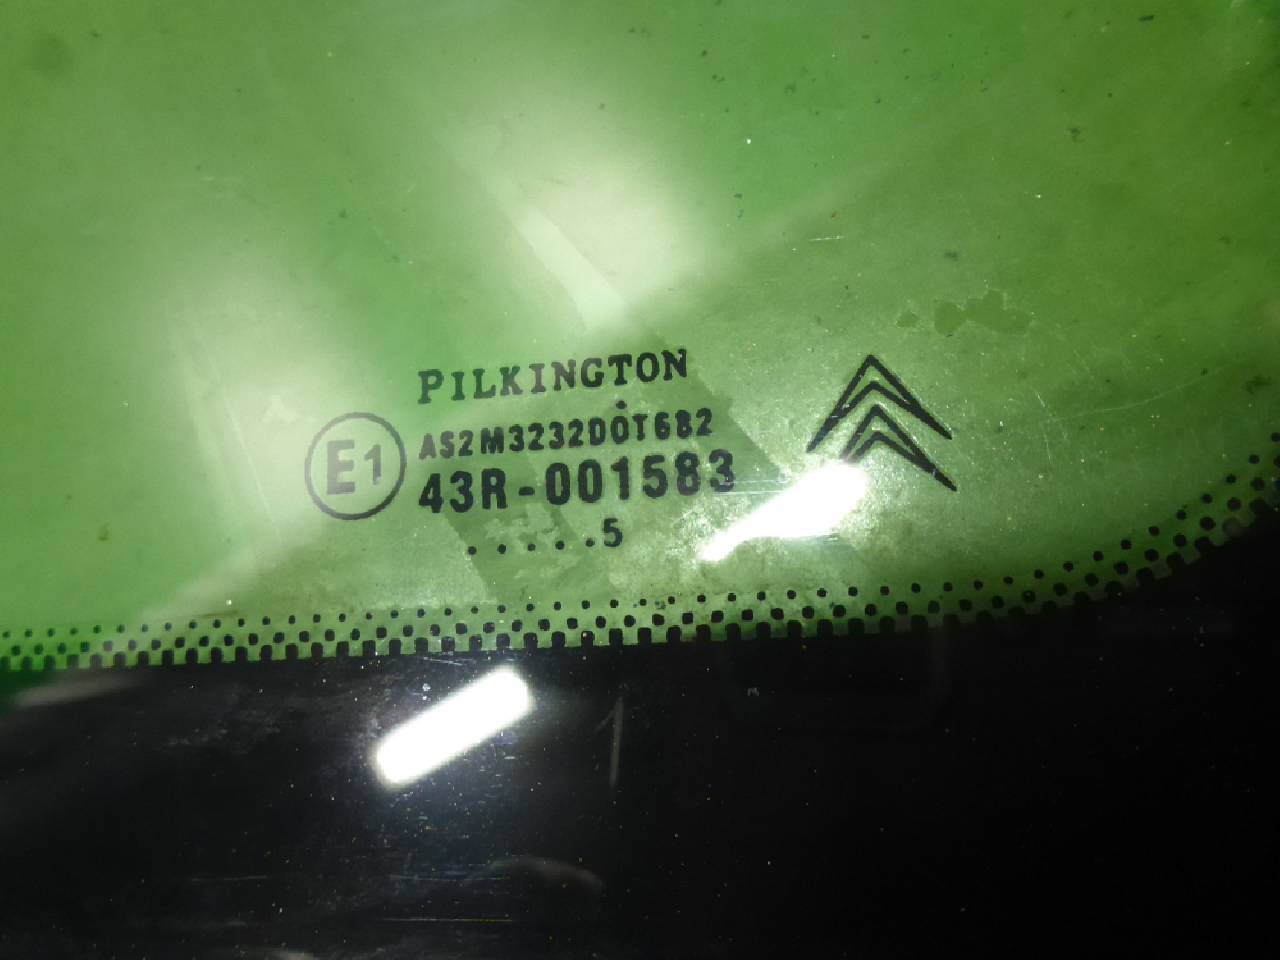 PILKINGTON
AS2M3232DOT682
E1
43R-001583
.....5